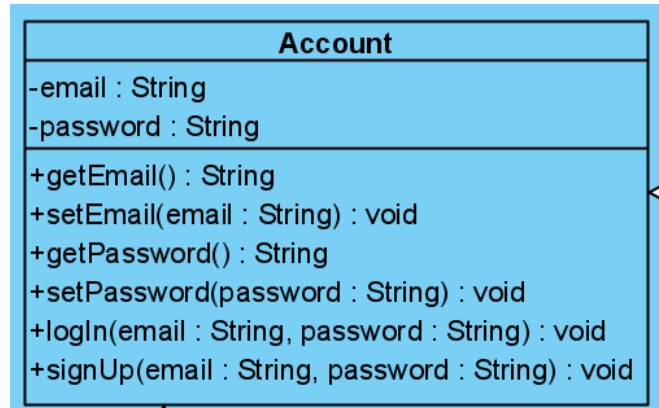 Account
-email : String
-password : String
+getEmail() : String
+setEmail(email : String) : void
+getPassword() : String
+setPassword(password : String) : void
+logIn(email : String, password : String) : void
+signUp(email : String, password : String) : void